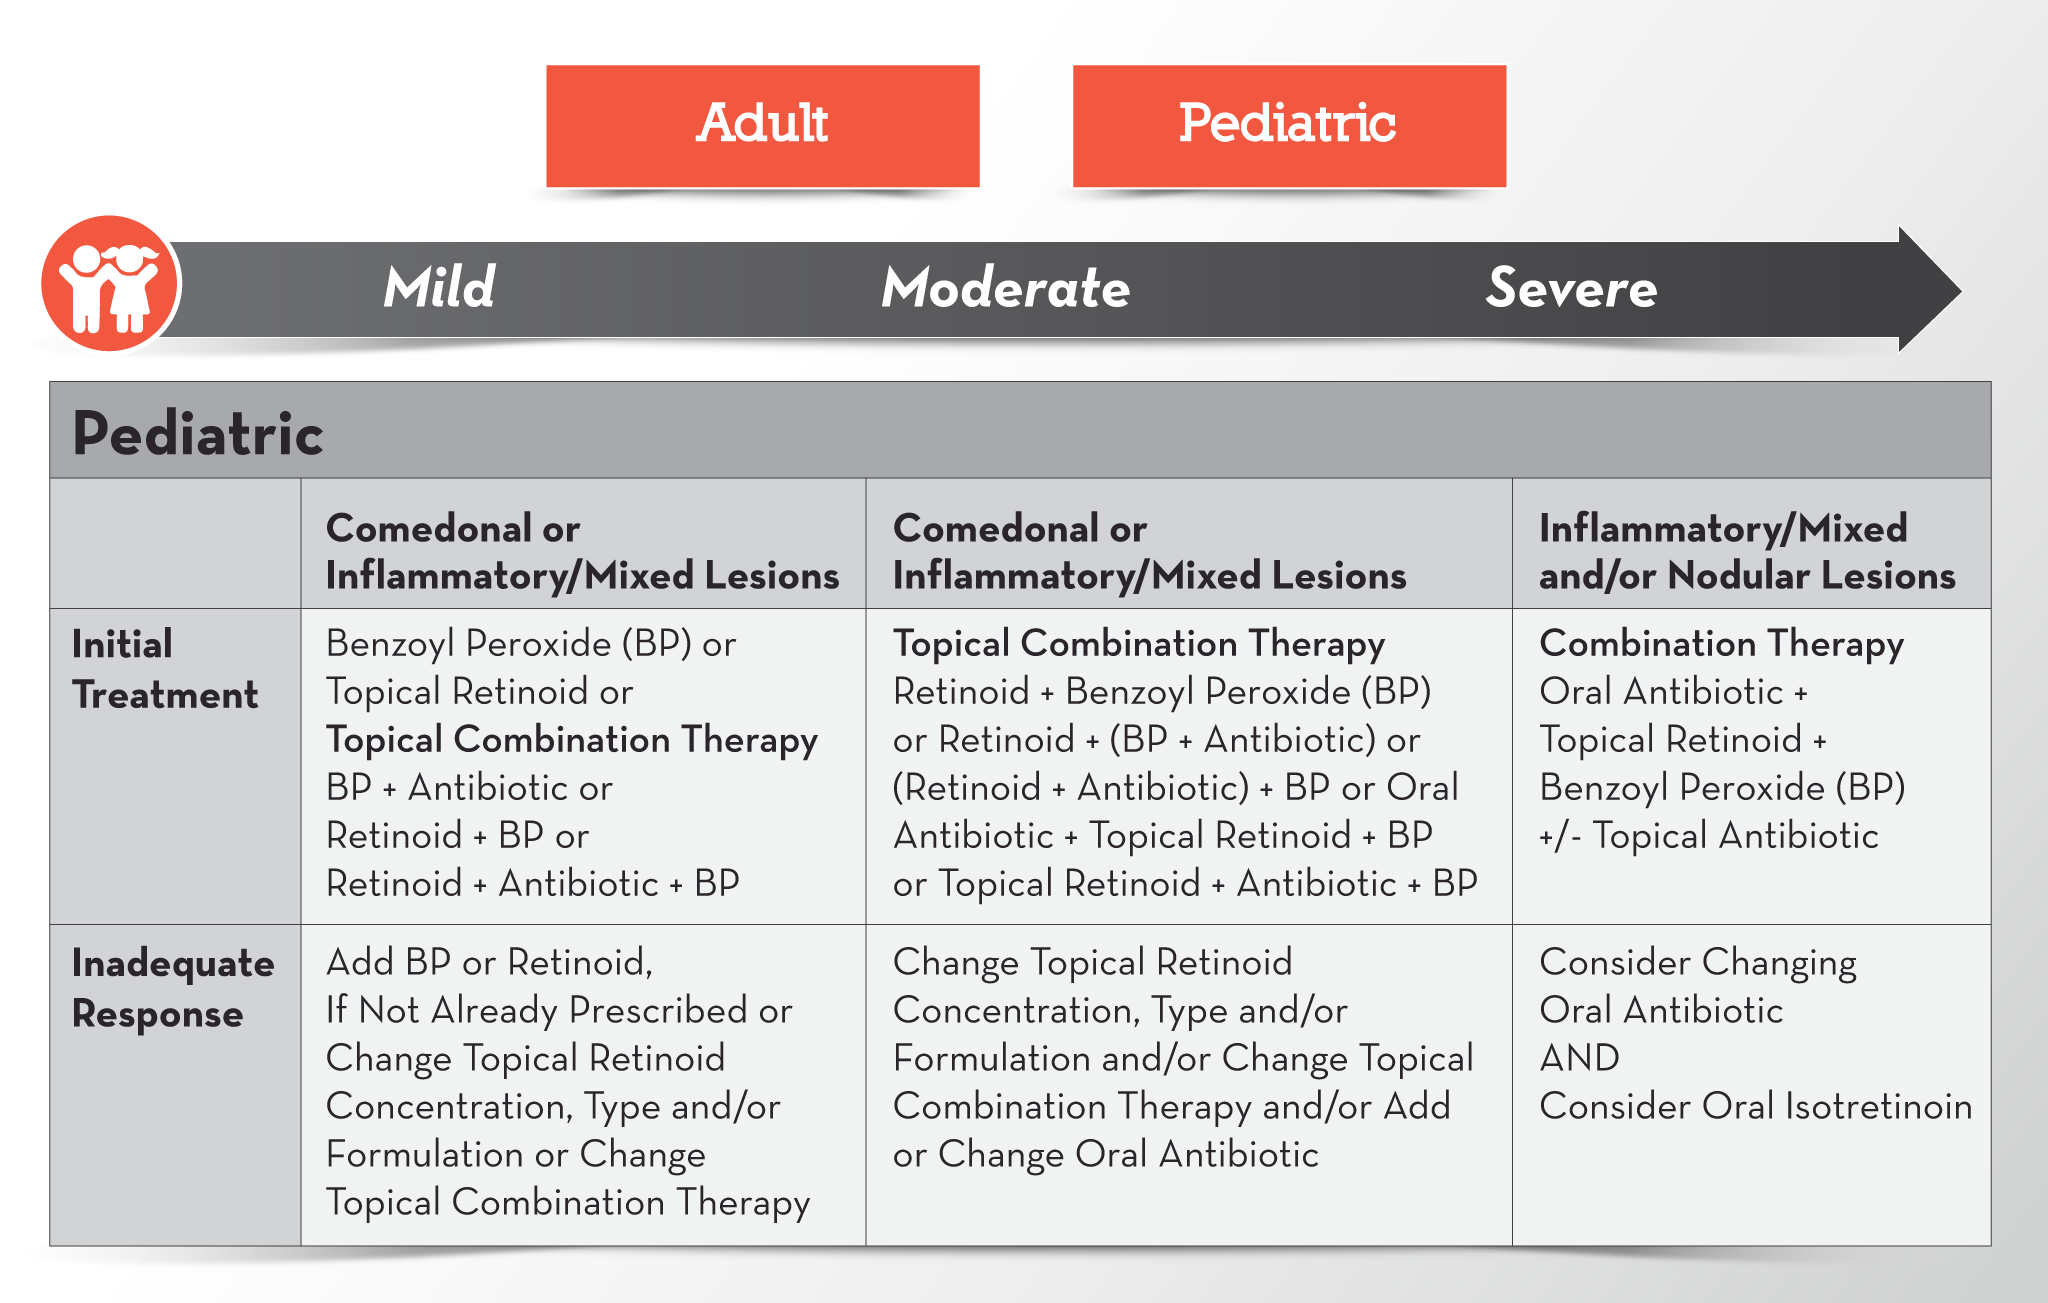 Adult
Pediatric
Mild
Moderate
Severe
Pediatric
Comedonal or
Inflammatory/Mixed Lesions
Comedonal or
Inflammatory/Mixed Lesions
Inflammatory/Mixed
and/or Nodular Lesions
Initial
Treatment
Benzoyl Peroxide (BP) or
Topical Retinoid or
Topical Combination Therapy
BP + Antibiotic or
Retinoid + BP or
Retinoid + Antibiotic + BP
Topical Combination Therapy
Retinoid + Benzoyl Peroxide (BP)
or Retinoid + (BP + Antibiotic) or
(Retinoid + Antibiotic) + BP or Oral
Antibiotic + Topical Retinoid + BP
or Topical Retinoid + Antibiotic + BP
Combination Therapy
Oral Antibiotic +
Topical Retinoid +
Benzoyl Peroxide (BP)
+/- Topical Antibiotic
Inadequate
Response
Add BP or Retinoid,
If Not Already Prescribed or
Change Topical Retinoid
Concentration, Type and/or
Formulation or Change
Topical Combination Therapy
Change Topical Retinoid
Concentration, Type and/or
Formulation and/or Change Topical
Combination Therapy and/or Add
or Change Oral Antibiotic
Consider Changing
Oral Antibiotic
AND
Consider Oral Isotretinoin